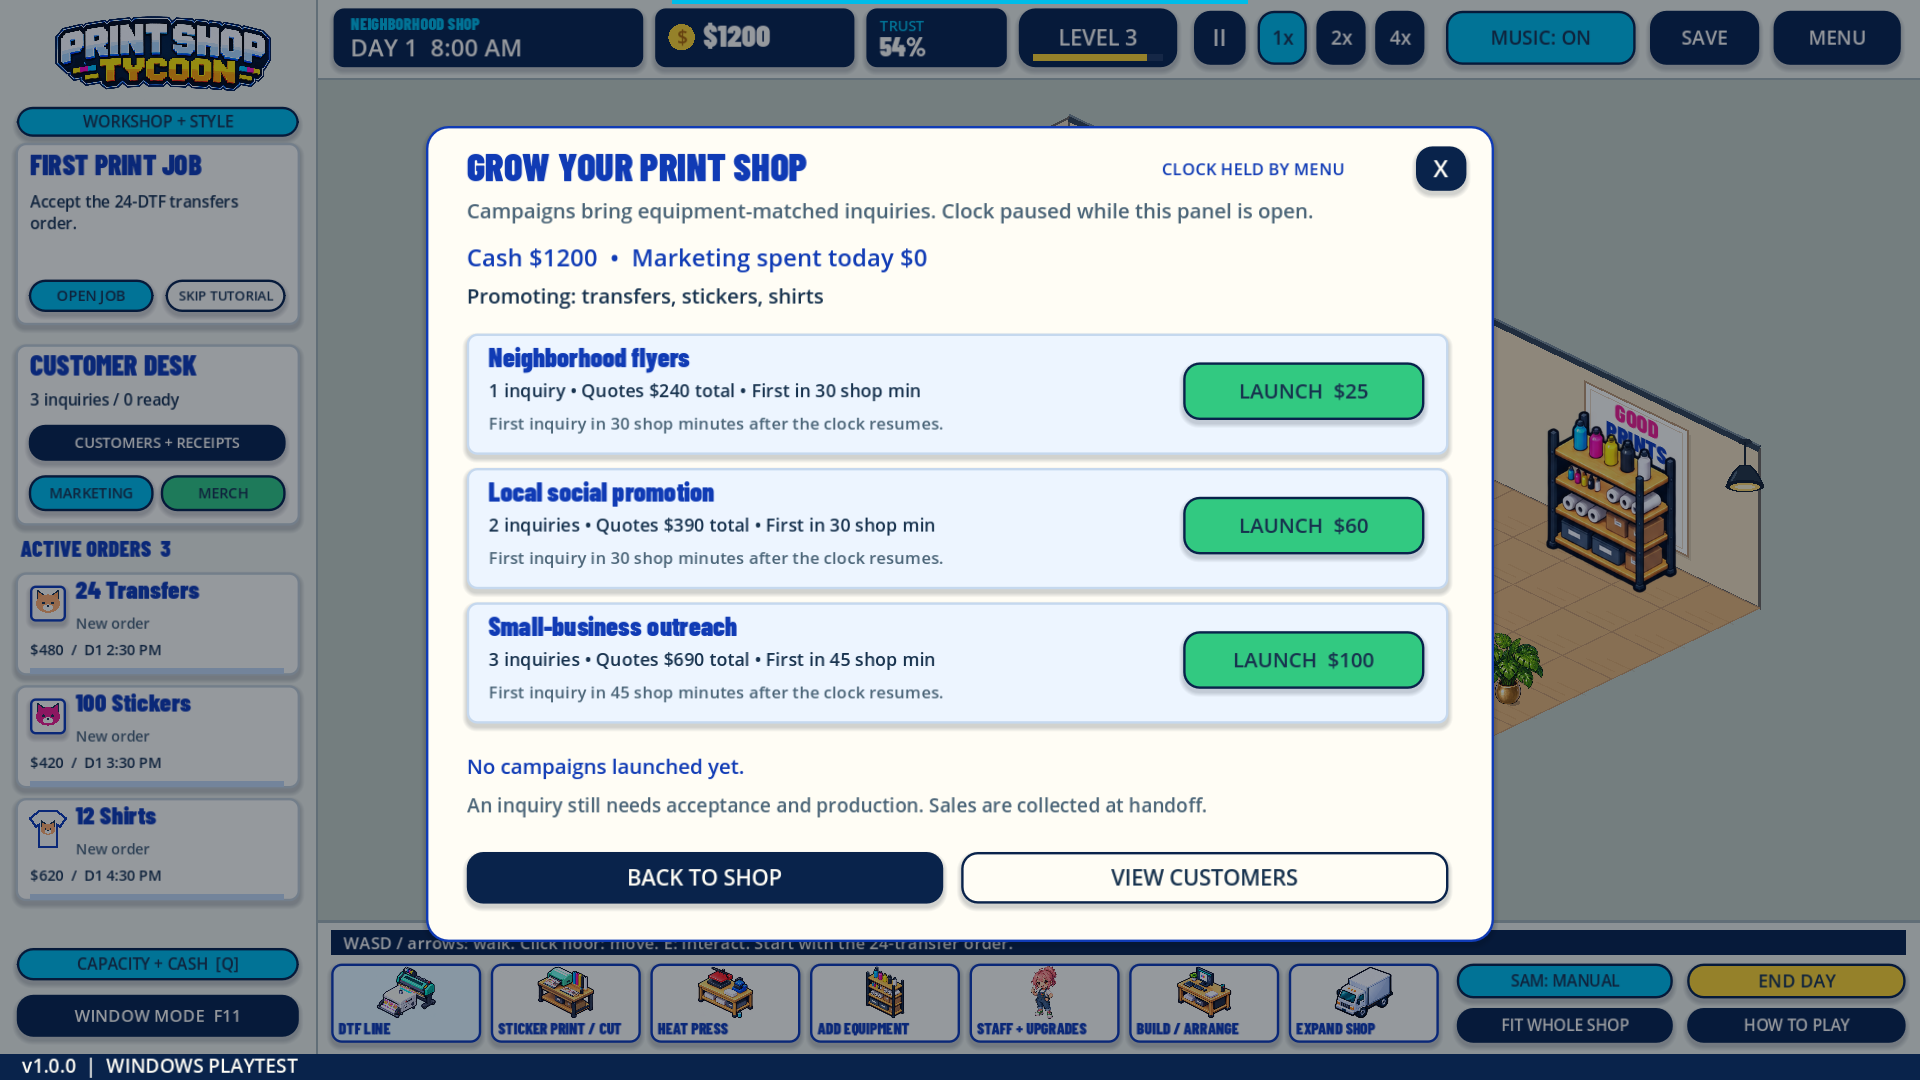 PRINT SHOP
TYCOON
NEIGHBORHOOD SHOP
DAY 1 8:00 AM
$1200
TRUST
54%
LEVEL 3
II
1x
2x
4x
MUSIC: ON
SAVE
MENU
WORKSHOP + STYLE
FIRST PRINT JOB
Accept the 24-DTF transfers
order.
OPEN JOB
SKIP TUTORIAL
CUSTOMER DESK
3 inquiries / 0 ready
CUSTOMERS + RECEIPTS
MARKETING
MERCH
ACTIVE ORDERS 3
24 Transfers
New order
$480 / D1 2:30 PM
100 Stickers
New order
$420 / D1 3:30 PM
12 Shirts
New order
$620 / D1 4:30 PM
CAPACITY + CASH [Q]
WINDOW MODE F11
GROW YOUR PRINT SHOP
CLOCK HELD BY MENU
X
Campaigns bring equipment-matched inquiries. Clock paused while this panel is open.
Cash $1200 • Marketing spent today $0
Promoting: transfers, stickers, shirts
Neighborhood flyers
1 inquiry • Quotes $240 total • First in 30 shop min
First inquiry in 30 shop minutes after the clock resumes.
LAUNCH $25
Local social promotion
2 inquiries • Quotes $390 total • First in 30 shop min
First inquiry in 30 shop minutes after the clock resumes.
LAUNCH $60
Small-business outreach
3 inquiries • Quotes $690 total • First in 45 shop min
First inquiry in 45 shop minutes after the clock resumes.
LAUNCH $100
No campaigns launched yet.
An inquiry still needs acceptance and production. Sales are collected at handoff.
BACK TO SHOP
VIEW CUSTOMERS
GOOD
PRINTS
WASD / arrows: walk. Click floor: move. E: interact. Start with the 24-transfer order.
DTF LINE
STICKER PRINT / CUT
HEAT PRESS
ADD EQUIPMENT
STAFF + UPGRADES
BUILD / ARRANGE
EXPAND SHOP
SAM: MANUAL
END DAY
FIT WHOLE SHOP
HOW TO PLAY
v1.0.0 | WINDOWS PLAYTEST